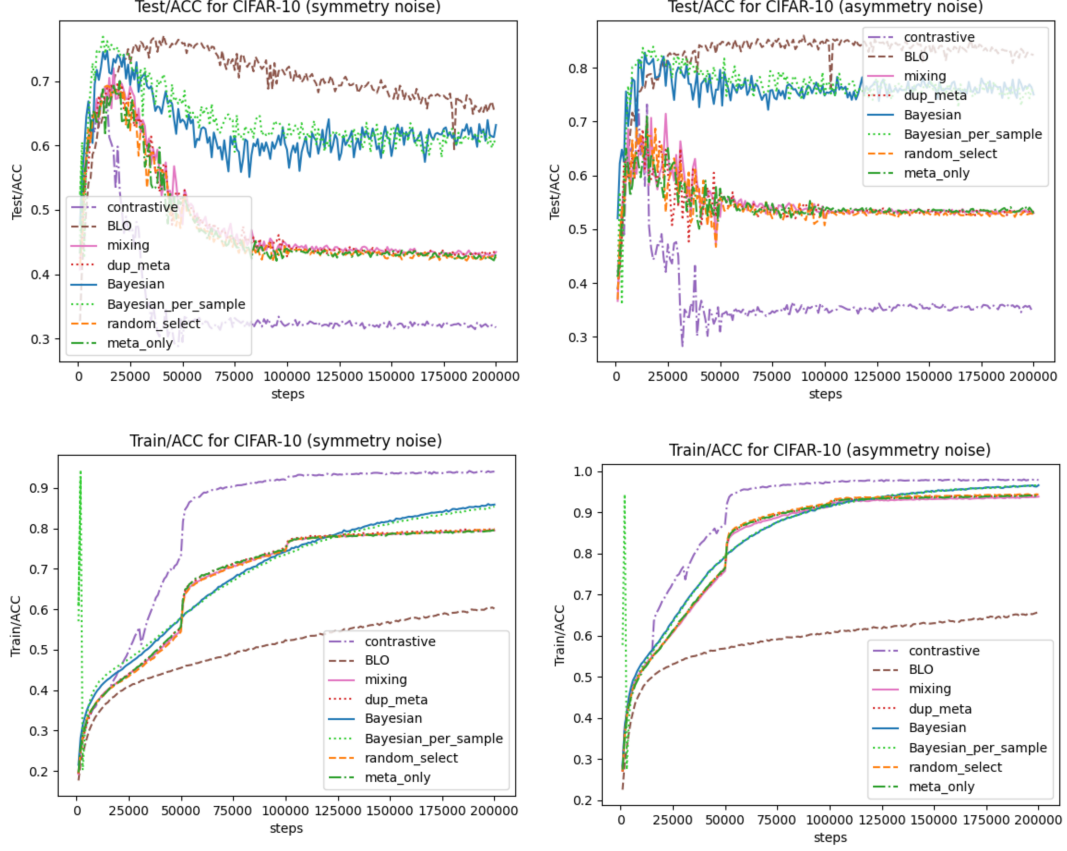 Test/ACC for CIFAR-10 (symmetry noise)
Test/ACC
0.7
0.6
0.5
0.4
0.3
contrastive
BLO
mixing
dup_meta
Bayesian
Bayesian_per_sample
random_select
meta_only
0 25000 50000 75000 100000 125000 150000 175000 200000
steps
Test/ACC for CIFAR-10 (asymmetry noise)
Test/ACC
0.8
0.7
0.6
0.5
0.4
0.3
contrastive
BLO
mixing
dup_meta
Bayesian
Bayesian_per_sample
random_select
meta_only
0 25000 50000 75000 100000 125000 150000 175000 200000
steps
Train/ACC for CIFAR-10 (symmetry noise)
Train/ACC
0.9
0.8
0.7
0.6
0.5
0.4
0.3
0.2
contrastive
BLO
mixing
dup_meta
Bayesian
Bayesian_per_sample
random_select
meta_only
0 25000 50000 75000 100000 125000 150000 175000 200000
steps
Train/ACC for CIFAR-10 (asymmetry noise)
Train/ACC
1.0
0.9
0.8
0.7
0.6
0.5
0.4
0.3
0.2
contrastive
BLO
mixing
dup_meta
Bayesian
Bayesian_per_sample
random_select
meta_only
0 25000 50000 75000 100000 125000 150000 175000 200000
steps